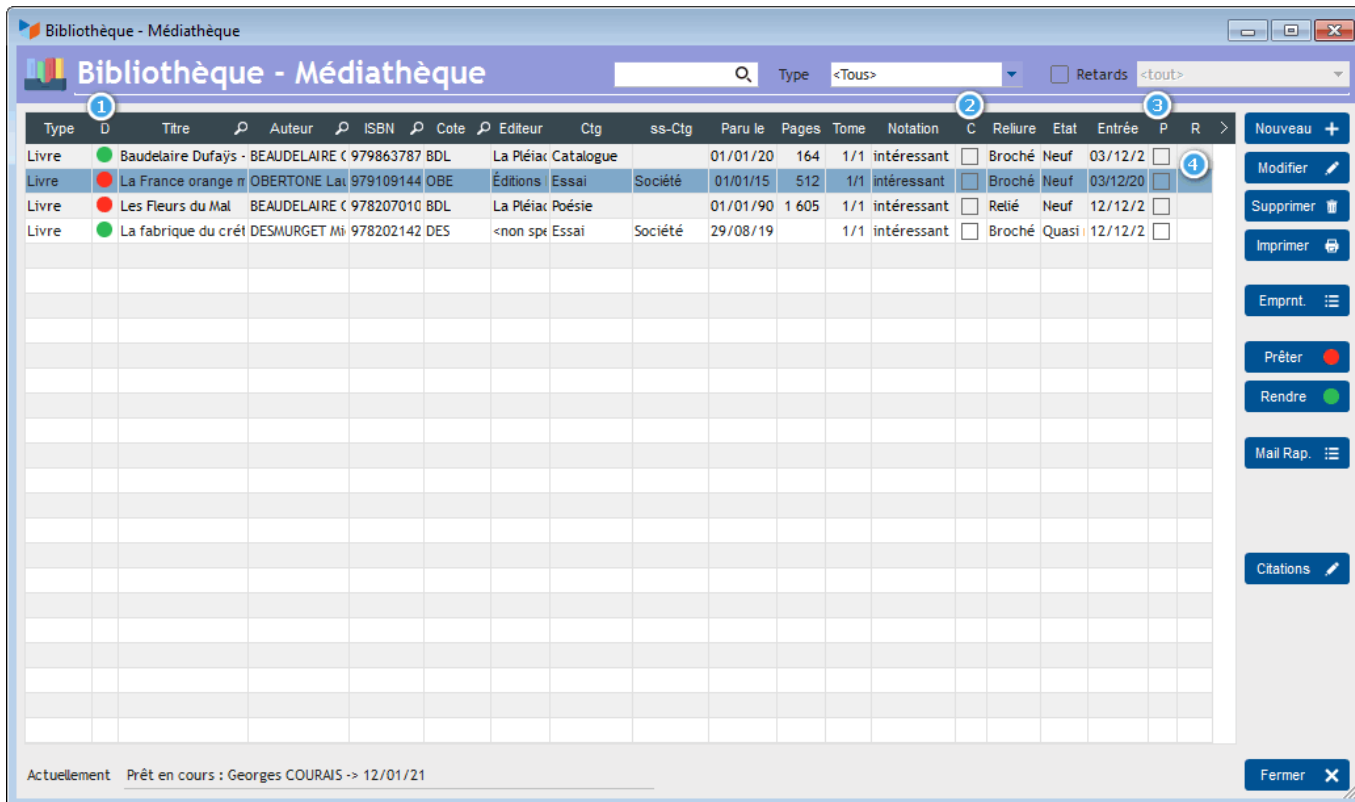 Bibliothèque - Médiathèque
Bibliothèque - Médiathèque Type <Tous> Retards <tout>
1 2 3
Type D Titre Auteur ISBN Cote Editeur Ctg ss-Ctg Paru le Pages Tome Notation C Reliure Etat Entrée P R >
Livre Baudelaire Dufaÿs - BEAUDELAIRE C 979863787 BDL La Pléiad Catalogue 01/01/20 164 1/1 intéressant Broché Neuf 03/12/2
4
Livre La France orange m OBERTONE Lau 979109144 OBE Éditions Essai Société 01/01/15 512 1/1 intéressant Broché Neuf 03/12/20
Livre Les Fleurs du Mal BEAUDELAIRE C 978207010 BDL La Pléiad Poésie 01/01/90 1 605 1/1 intéressant Relié Neuf 12/12/2
Livre La fabrique du crét DESMURGET Mi 978202142 DES <non spe Essai Société 29/08/19 1/1 intéressant Broché Quasi 12/12/2
Nouveau
Modifier
Supprimer
Imprimer
Emprnt.
Prêter
Rendre
Mail Rap.
Citations
Actuellement Prêt en cours : Georges COURAIS -> 12/01/21
Fermer